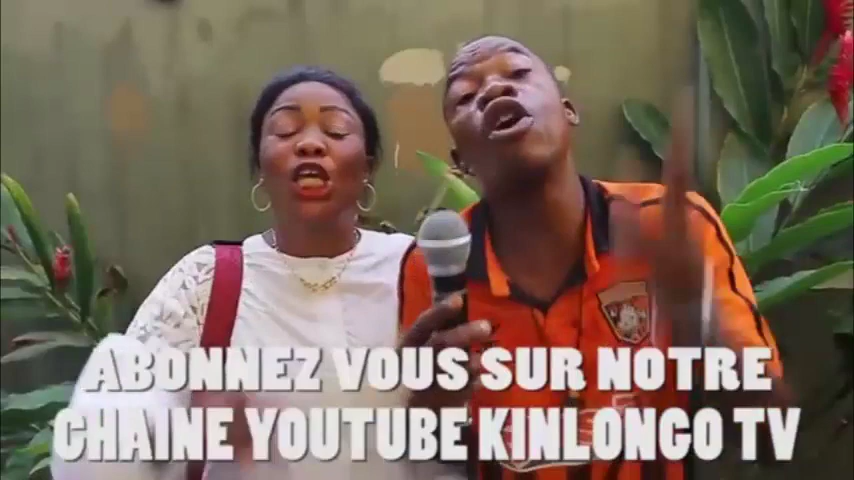 ABONNEZ VOUS SUR NOTRE
CHAINE YOUTUBE KINLONGO TV